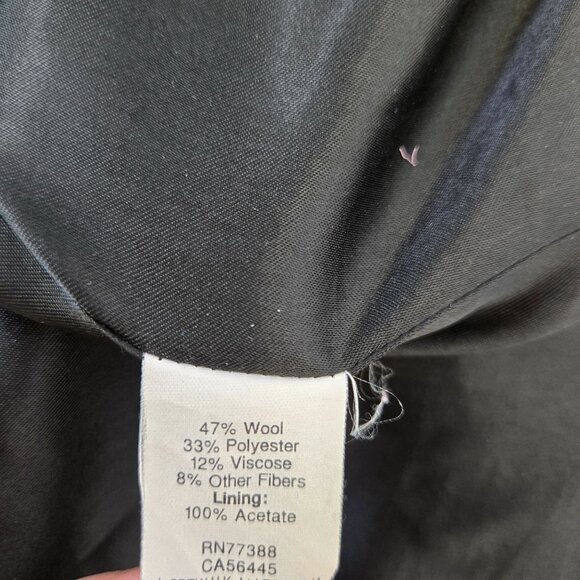 47% Wool
33% Polyester
12% Viscose
8% Other Fibers
Lining:
100% Acetate
RN77388
CA56445